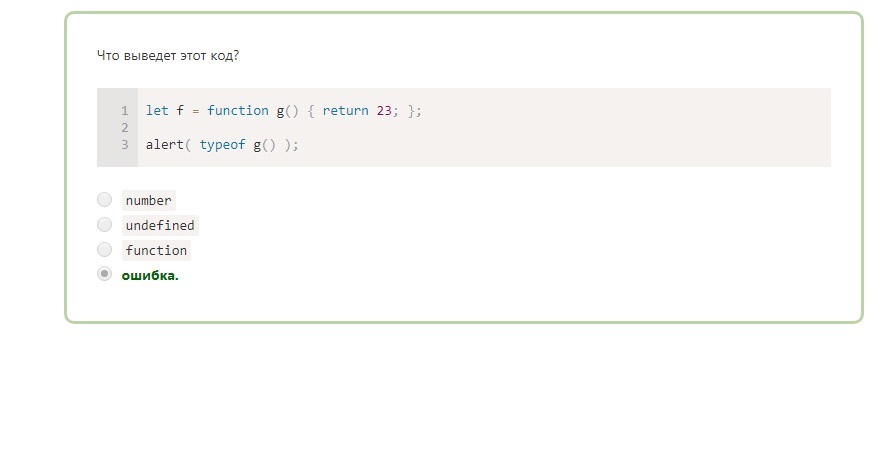 Что выведет этот код?
1 let f = function g() { return 23; };
2
3 alert( typeof g() );
number
undefined
function
ошибка.